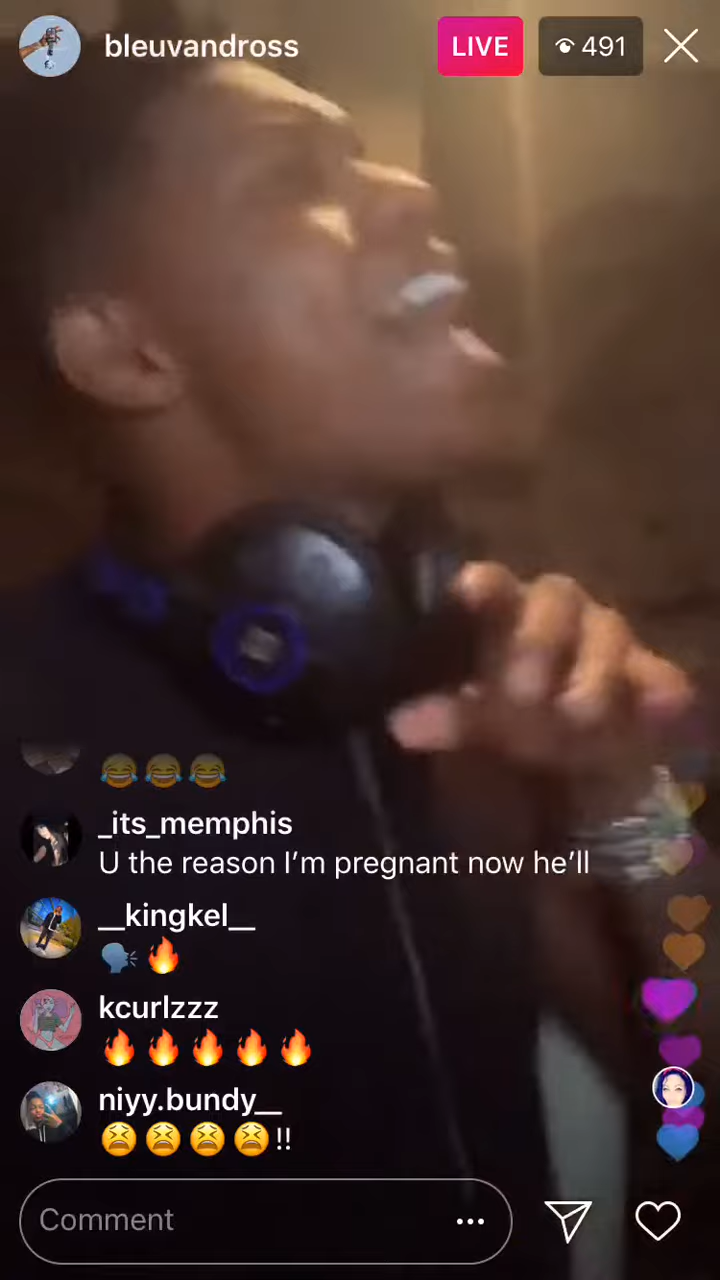 bleuvandross
LIVE
491
😂😂😂
_its_memphis
U the reason I’m pregnant now he’ll
__kingkel__
🗣🔥
kcurlzzz
🔥🔥🔥🔥🔥
niyy.bundy__
😫😫😫😫!!
Comment